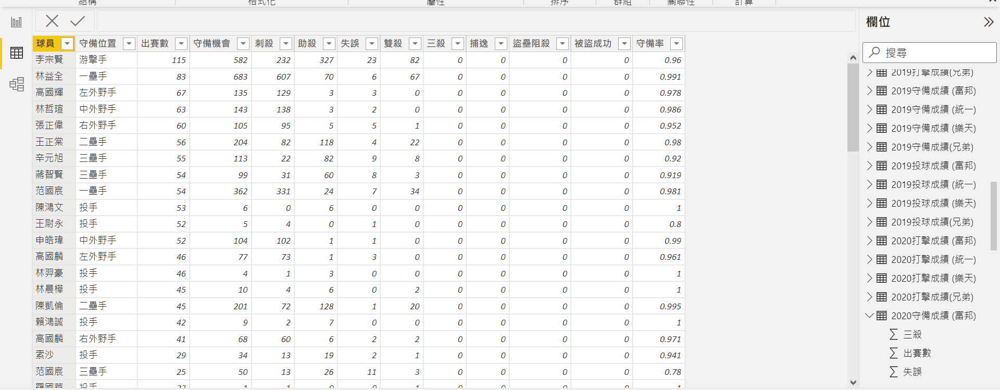 結構 格式化 屬性 排序 群組 關聯性 計算
欄位
搜尋
球員 守備位置 出賽數 守備機會 刺殺 助殺 失誤 雙殺 三殺 捕逸 盜壘阻殺 被盜成功 守備率
李宗賢 游擊手 115 582 232 327 23 82 0 0 0 0 0.96
林益全 一壘手 83 683 607 70 6 67 0 0 0 0 0.991
高國輝 左外野手 67 135 129 3 3 0 0 0 0 0 0.978
林哲瑄 中外野手 63 143 138 3 2 0 0 0 0 0 0.986
張正偉 右外野手 60 105 95 5 5 1 0 0 0 0 0.952
王正棠 二壘手 56 204 82 118 4 22 0 0 0 0 0.98
辛元旭 三壘手 55 113 22 82 9 8 0 0 0 0 0.92
蔣智賢 三壘手 54 99 31 60 8 3 0 0 0 0 0.919
范國宸 一壘手 54 362 331 24 7 34 0 0 0 0 0.981
陳鴻文 投手 53 6 0 6 0 0 0 0 0 0 1
王尉永 投手 52 5 4 0 1 0 0 0 0 0 0.8
申皓瑋 中外野手 52 104 102 1 1 0 0 0 0 0 0.99
高國麟 左外野手 46 77 73 1 3 0 0 0 0 0 0.961
林羿豪 投手 46 4 1 3 0 0 0 0 0 0 1
林晨樺 投手 45 10 4 6 0 2 0 0 0 0 1
陳凱倫 二壘手 45 201 72 128 1 20 0 0 0 0 0.995
賴鴻誠 投手 42 9 2 7 0 0 0 0 0 0 1
高國麟 右外野手 41 68 60 6 2 2 0 0 0 0 0.971
索沙 投手 29 34 13 19 2 1 0 0 0 0 0.941
范國宸 三壘手 25 50 13 26 11 3 0 0 0 0 0.78
羅國華 投手 22 1 1 0 0 1 0 0 0 0 1
2019打擊成績(兄弟)
2019守備成績 (富邦)
2019守備成績 (統一)
2019守備成績 (樂天)
2019守備成績(兄弟)
2019投球成績 (富邦)
2019投球成績 (統一)
2019投球成績 (樂天)
2019投球成績(兄弟)
2020打擊成績 (富邦)
2020打擊成績 (統一)
2020打擊成績 (樂天)
2020打擊成績(兄弟)
2020守備成績 (富邦)
三殺
出賽數
失誤